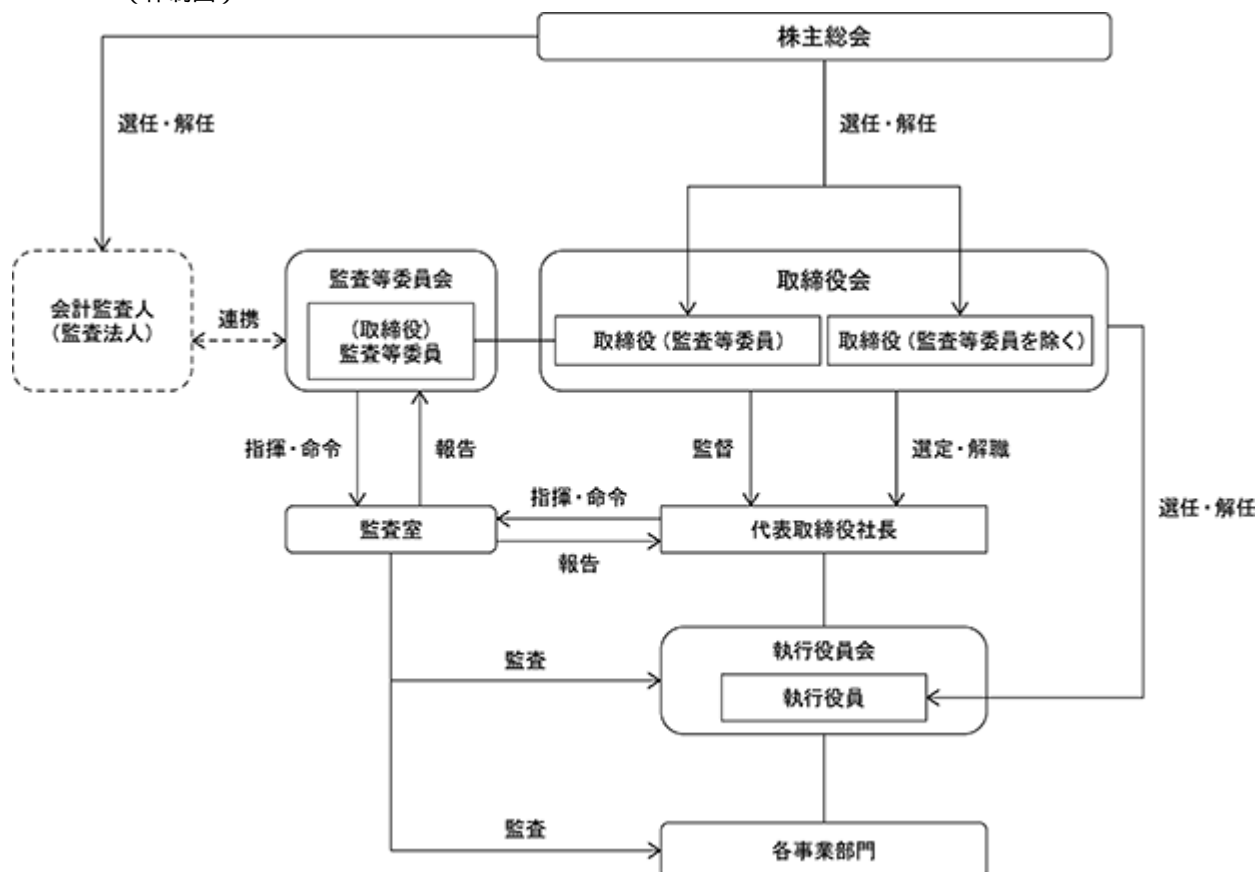 株主総会
選任・解任
選任・解任
会計監査人
(監査法人)
連携
監査等委員会
(取締役)
監査等委員
取締役会
取締役(監査等委員)
取締役(監査等委員を除く)
指揮・命令
報告
監督
選定・解職
選任・解任
監査室
指揮・命令
報告
代表取締役社長
監査
執行役員会
執行役員
監査
各事業部門